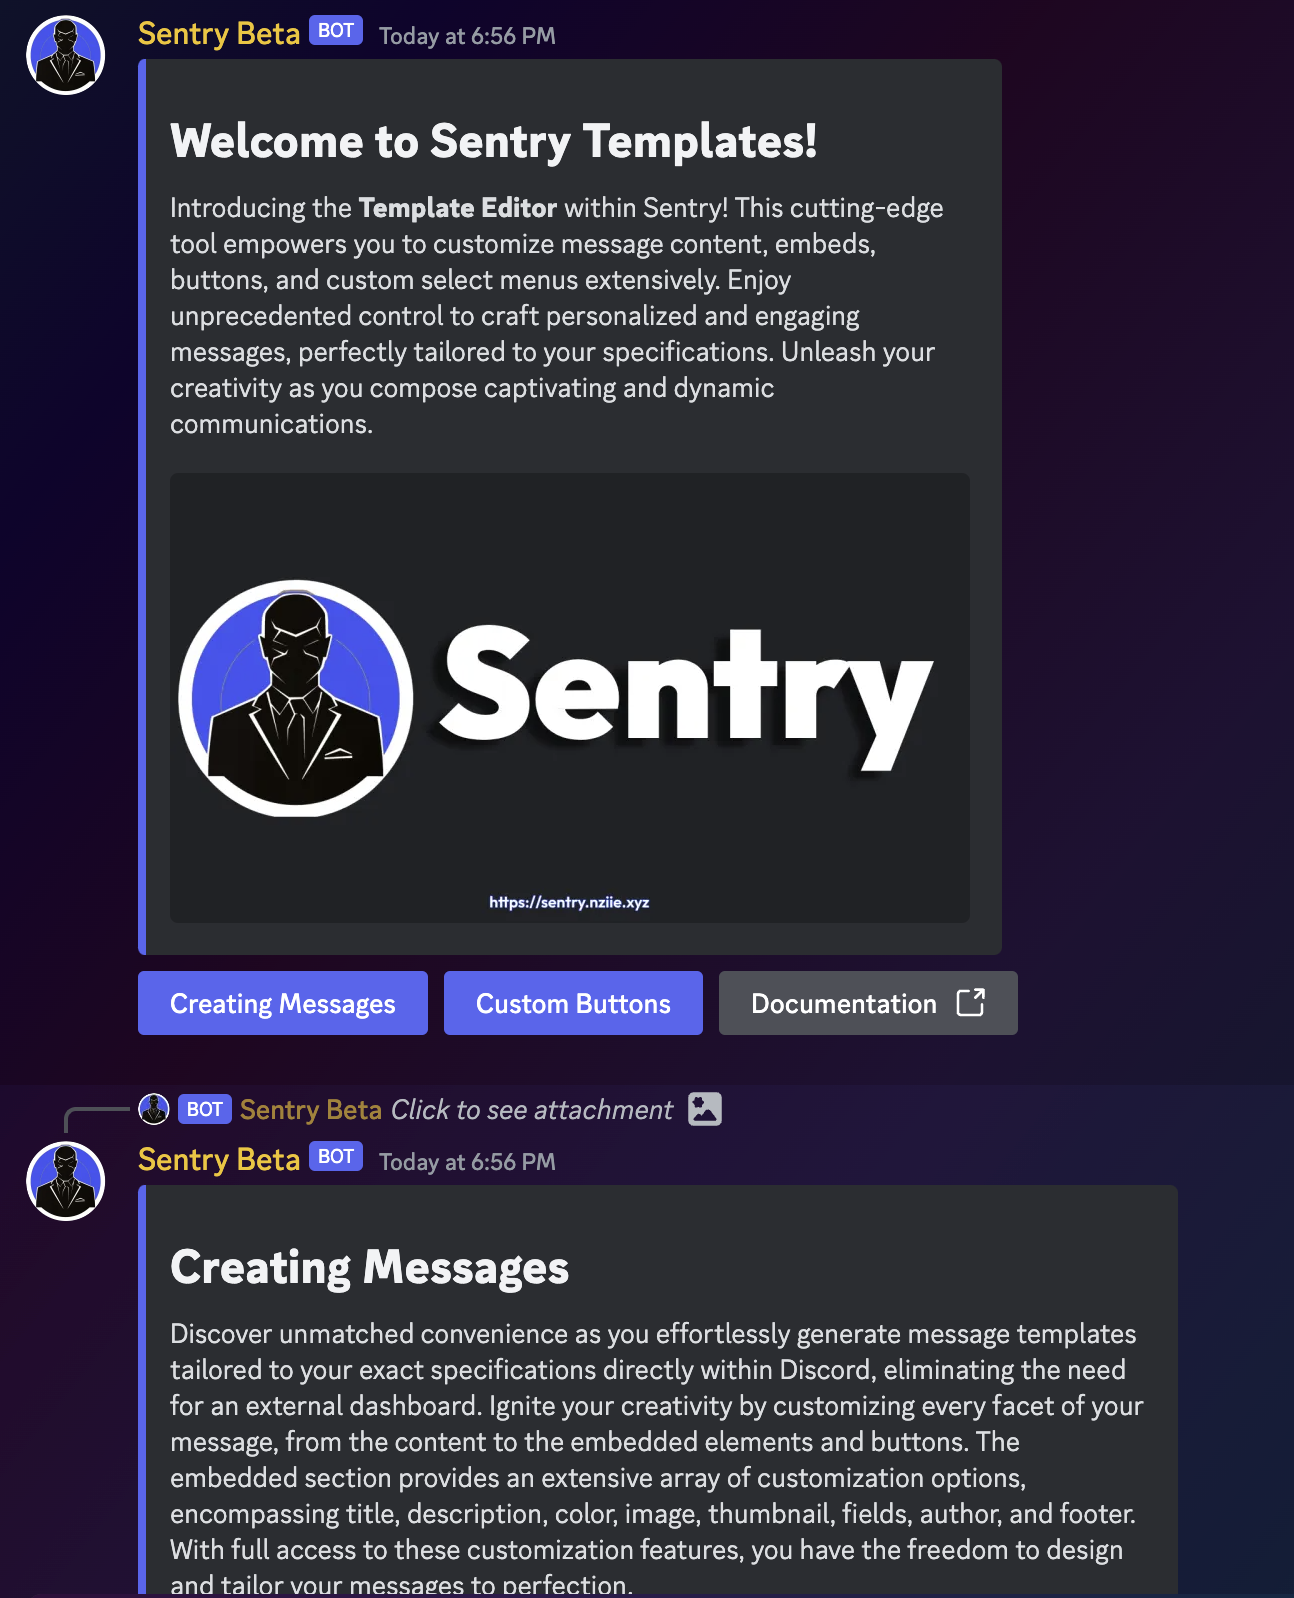 Sentry Beta BOT Today at 6:56 PM
Welcome to Sentry Templates!
Introducing the Template Editor within Sentry! This cutting-edge
tool empowers you to customize message content, embeds,
buttons, and custom select menus extensively. Enjoy
unprecedented control to craft personalized and engaging
messages, perfectly tailored to your specifications. Unleash your
creativity as you compose captivating and dynamic
communications.
Sentry
https://sentry.nziie.xyz
Creating Messages Custom Buttons Documentation
BOT Sentry Beta Click to see attachment
Sentry Beta BOT Today at 6:56 PM
Creating Messages
Discover unmatched convenience as you effortlessly generate message templates
tailored to your exact specifications directly within Discord, eliminating the need
for an external dashboard. Ignite your creativity by customizing every facet of your
message, from the content to the embedded elements and buttons. The
embedded section provides an extensive array of customization options,
encompassing title, description, color, image, thumbnail, fields, author, and footer.
With full access to these customization features, you have the freedom to design
and tailor your messages to perfection.